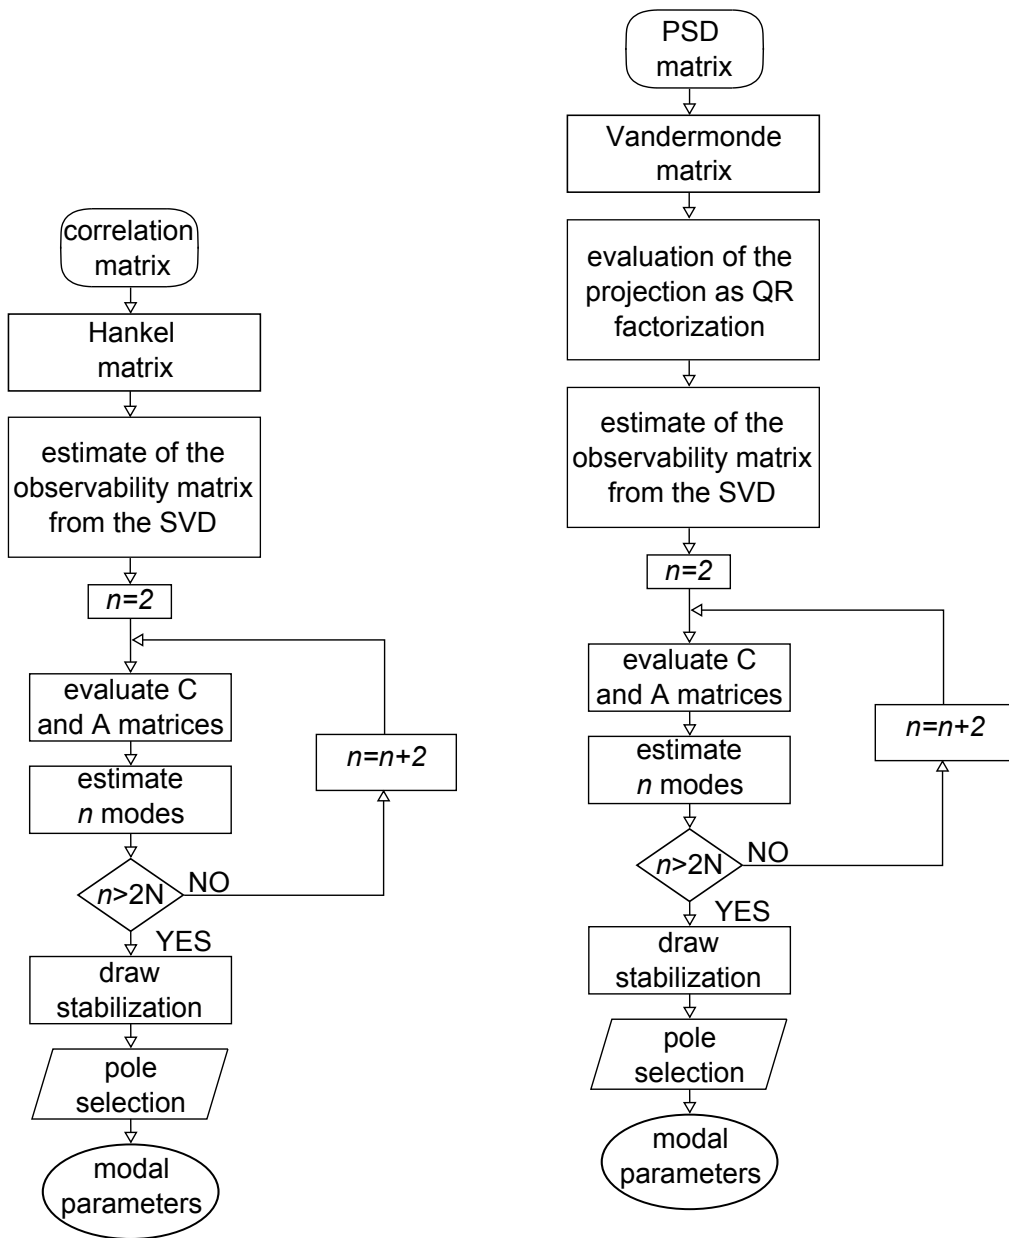 correlation
matrix
Hankel
matrix
estimate of the
observability matrix
from the SVD
n=2
evaluate C
and A matrices
n=n+2
estimate
n modes
n>2N
NO
YES
draw
stabilization
pole
selection
modal
parameters
PSD
matrix
Vandermonde
matrix
evaluation of the
projection as QR
factorization
estimate of the
observability matrix
from the SVD
n=2
evaluate C
and A matrices
n=n+2
estimate
n modes
n>2N
NO
YES
draw
stabilization
pole
selection
modal
parameters